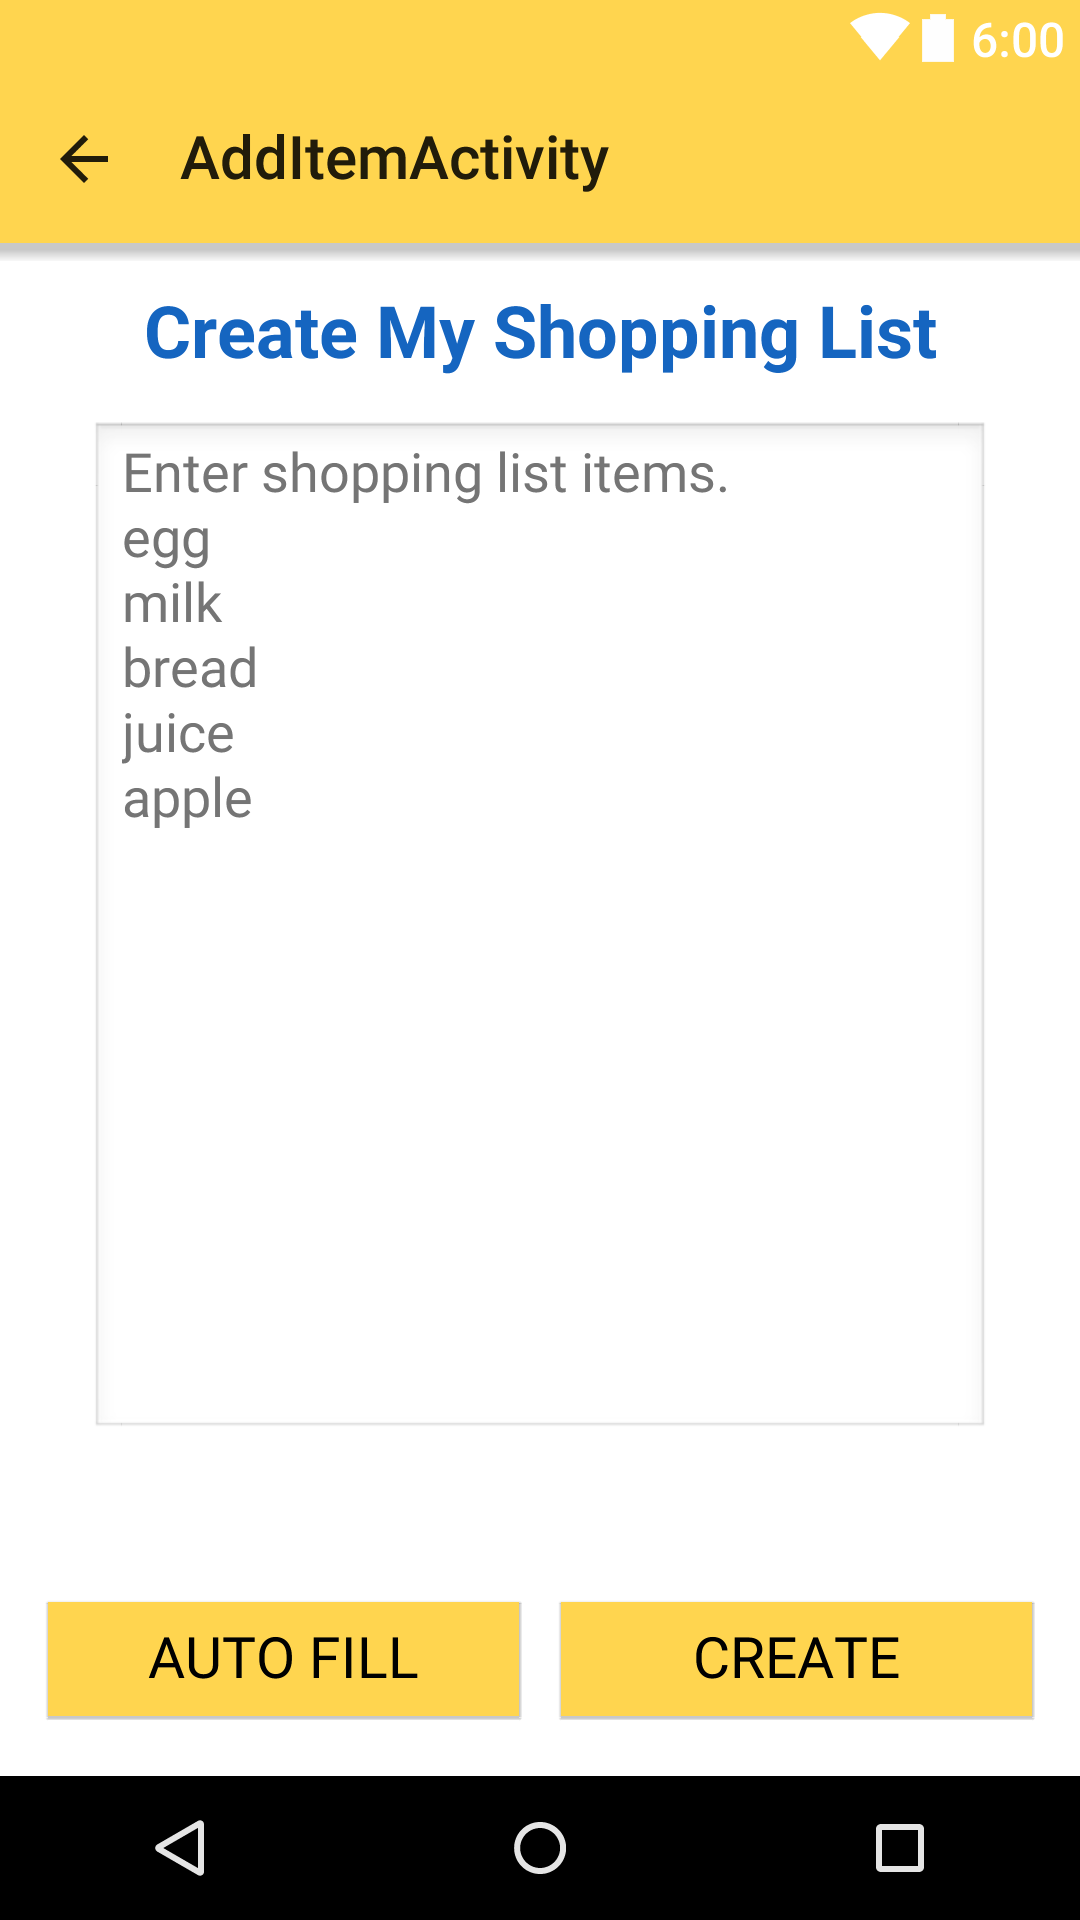 6:00
AddItemActivity
Create My Shopping List
Enter shopping list items.
egg
milk
bread
juice
apple
AUTO FILL
CREATE